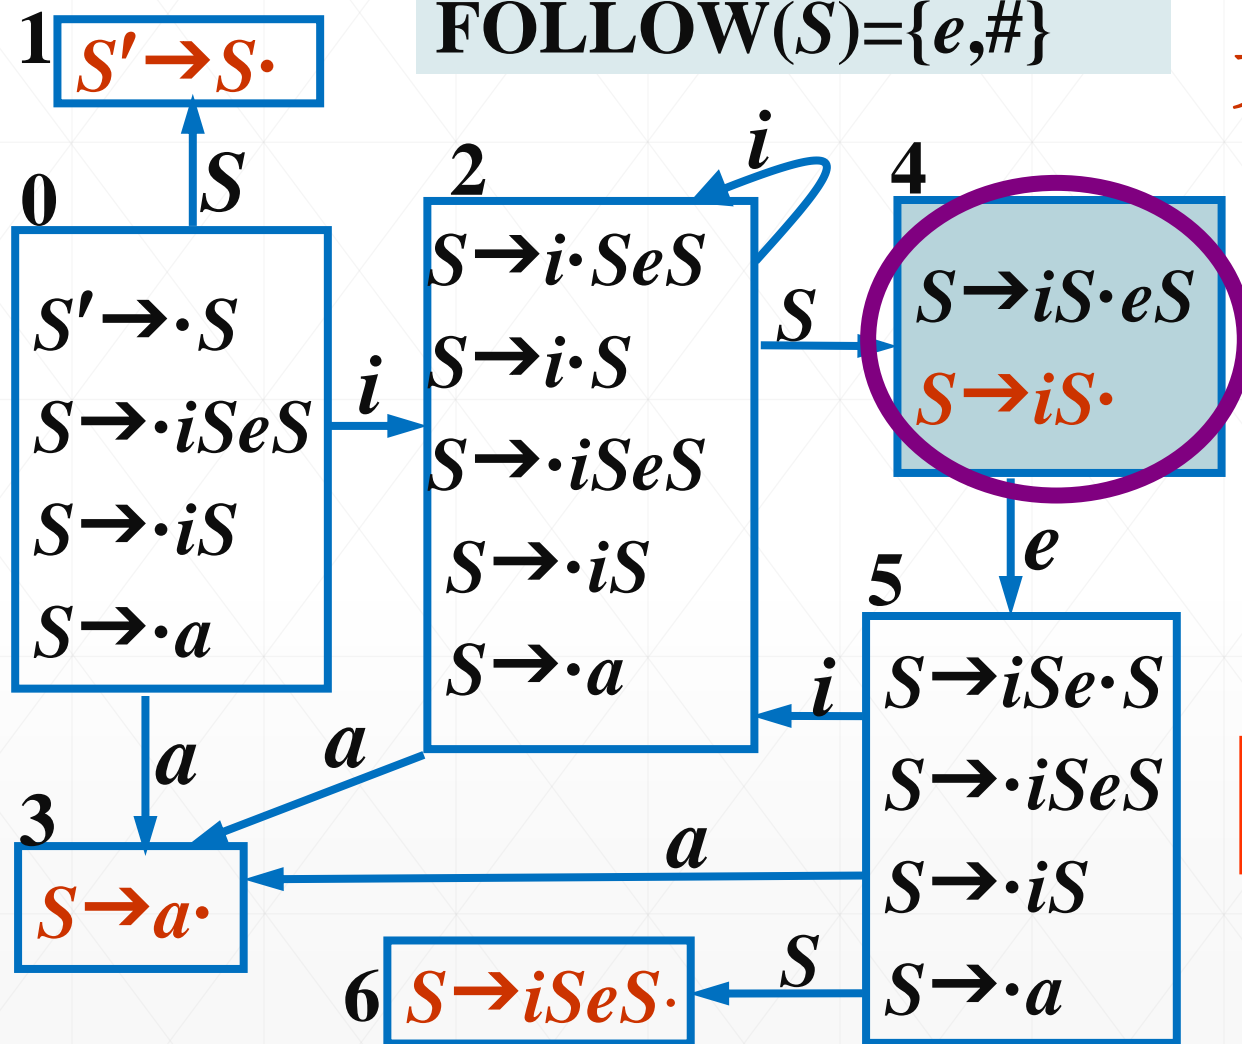 FOLLOW(S)={e,#}
1
S′→S·
S
0
S′→·S
S→·iSeS
S→·iS
S→·a
i
a
2
i
S→i·SeS
S→i·S
S→·iSeS
S→·iS
S→·a
S
a
4
S→iS·eS
S→iS·
e
5
S→iSe·S
S→·iSeS
S→·iS
S→·a
i
a
S
3
S→a·
6
S→iSeS·